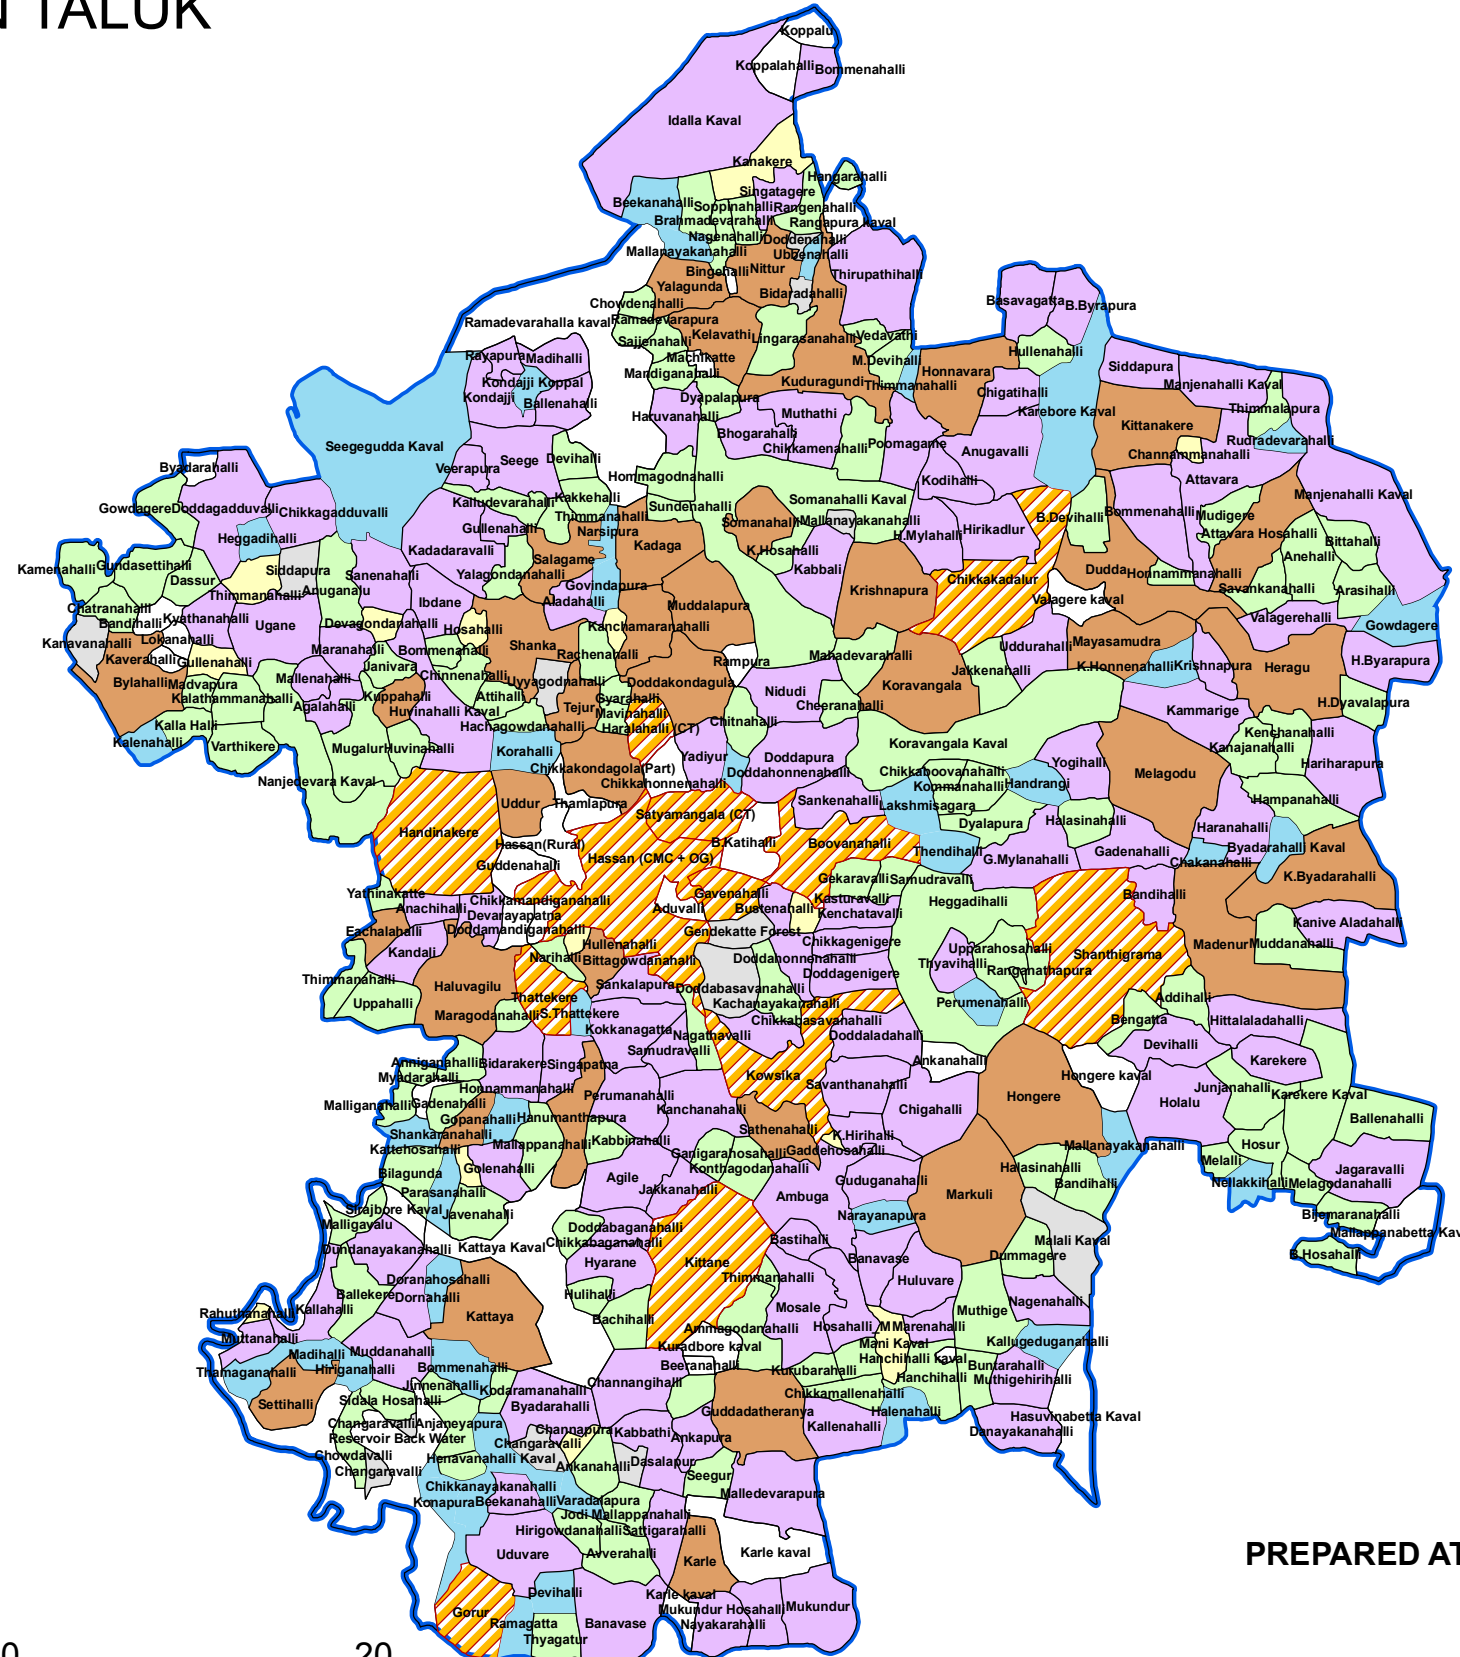 N TALUK
Koppalu
Koppalahalli
Bommenahalli
Idalla Kaval
Kanakere
Hangarahalli
Singatagere
Beekanahalli
Soppinahalli
Rangenahalli
Brahmadevarahalli
Rangapura kaval
Nagenahalli
Doddenahalli
Mallanayakanahalli
Ubbenahalli
Bingehalli
Nittur
Thirupathihalli
Yalagunda
Bidaradahalli
Chowdenahalli
Basavagatta
B.Byrapura
Ramadevarahalla kaval
Ramadevarapura
Kelavathi
Lingarasanahalli
Vedavathi
Sajjenahalli
Rayapura
Madihalli
Machikatte
M.Devihalli
Hullenahalli
Mandiganahalli
Honnavara
Siddapura
Kondajji Koppal
Kuduragundi
Thimmanahalli
Manjenahalli Kaval
Kondajji
Ballenahalli
Dyapalapura
Chigatihalli
Haruvanahalli
Muthathi
Karebore Kaval
Thimmalapura
Kittanakere
Bhogarahalli
Seegegudda Kaval
Chikkamenahalli
Poomagame
Anugavalli
Rudradevarahalli
Channammanahalli
Byadarahalli
Veerapura
Seege
Devihalli
Hommagodnahalli
Kodihalli
Attavara
Gowdagere
Doddagadduvalli
Chikkagadduvalli
Kalludevarahalli
Kakkehalli
Sundenahalli
Somanahalli Kaval
Manjenahalli Kaval
Thimmanahalli
Somanahalli
Mallanayakanahalli
B.Devihalli
Bommenahalli
Mudigere
Heggadihalli
Gullenahalli
Narsipura
H.Mylahalli
Hirikadlur
Attavara Hosahalli
Kadaga
K.Hosahalli
Bittahalli
Kadadaravalli
Salagame
Anehalli
Kamenahalli
Gundasettihalli
Siddapura
Sanenahalli
Yalagondanahalli
Kabbali
Chikkakadalur
Dudda
Honnammanahalli
Dassur
Thimmanahalli
Anuganalu
Govindapura
Krishnapura
Savankanahalli
Arasihalli
Ibdane
Aladahalli
Muddalapura
Valagere kaval
Chatranahalli
Bandihalli
Kyathanahalli
Ugane
Devagondanahalli
Hosahalli
Kanchamaranahalli
Valagerehalli
Gowdagere
Kanavanahalli
Lokanahalli
Maranahalli
Bommenahalli
Shanka
Rachenahalli
Mahadevarahalli
Uddurahalli
Mayasamudra
Kaverahalli
Gullenahalli
Janivara
Rampura
Jakkenahalli
K.Honnenahalli
Krishnapura
Heragu
H.Byarapura
Bylahalli
Madvapura
Mallenahalli
Chinnenahalli
Uyyagodnanalli
Doddakondagula
Koravangala
Kalathammanahalli
Kuppahalli
Attihalli
Gyarahalli
Nidudi
Agalahalli
Huvinahalli Kaval
Tejur
Mavinahalli
Cheeranahalli
Kammarige
H.Dyavalapura
Kalla Halli
Hachagowdanahalli
Haralahalli (CT)
Chitnahalli
Kenchanahalli
Kalenahalli
Varthikere
Mugalur
Huvinahalli
Korahalli
Yadiyur
Doddapura
Koravangala Kaval
Kanajanahalli
Chikkakondagola(Part)
Doddahonnenahalli
Chikkaboovanahalli
Yogihalli
Melagodu
Hariharapura
Nanjedevara Kaval
Chikkahonnenahalli
Kommanahalli
Handrangi
Uddur
Thamlapura
Sankenahalli
Lakshmisagara
Hampanahalli
Satyamangala (CT)
Dyalapura
Halasinahalli
Handinakere
Hassan(Rural)
B.Katihalli
Boovanahalli
Haranahalli
Hassan (CMC + OG)
Thendihalli
G.Mylanahalli
Gadenahalli
Byadarahalli Kaval
Guddenahalli
Chakanahalli
Yathinakatte
Gavenahalli
Gekaravalli
Samudravalli
K.Byadarahalli
Anachihalli
Chikkamandiganahalli
Aduvalli
Bustenahalli
Kasturavalli
Heggadihalli
Bandihalli
Devarayapatna
Kenchatavalli
Eachalahalli
Doddamandiganahalli
Gendekatte Forest
Kanive Aladahalli
Kandali
Hullenahalli
Chikkagenigere
Upparahosahalli
Madenur
Muddanahalli
Narihalli
Bittagowdanahalli
Doddahonnenahalli
Thyavihalli
Shanthigrama
Thimmanahalli
Haluvagilu
Sankalapura
Doddagenigere
Ranganathapura
Uppahalli
Thattekere
Doddabasavanahalli
Perumenahalli
Addihalli
Maragodanahalli
S.Thattekere
Kachanayakanahalli
Kokkanagatta
Nagathavalli
Chikkabasavanahalli
Bengatta
Hittalaladahalli
Samudravalli
Doddaladahalli
Devihalli
Anniganahalli
Bidarakere
Singapatna
Ankanahalli
Karekere
Myadarahalli
Kowsika
Savanthanahalli
Hongere kaval
Honnammanahalli
Perumanahalli
Hongere
Junjanahalli
Karekere Kaval
Malliganahalli
Gadenahalli
Kanchanahalli
Chigahalli
Holalu
Gopanahalli
Hanumanthapura
Ballenahalli
Shankaranahalli
Sathenahalli
K.Hirihalli
Kattehosahalli
Mallappanahalli
Kabbinahalli
Ganigarahosahalli
Gaddehosahalli
Mallanayakanahalli
Hosur
Bilagunda
Golenahalli
Konthagodanahalli
Halasinahalli
Melalli
Jagaravalli
Parasanahalli
Agile
Jakkanahalli
Ambuga
Guduganahalli
Markuli
Bandihalli
Nellakkihalli
Melagodanahalli
Sirajbore Kaval
Javenahalli
Narayanapura
Bijemaranahalli
Malligavalu
Doddabaganahalli
Bastihalli
Malali Kaval
Mallappanabetta Kav
Dundanayakanahalli
Kattaya Kaval
Chikkabaganahalli
Dummagere
B.Hosahalli
Hyarane
Kittane
Banavase
Doranahosahalli
Thimmanahalli
Huluvare
Ballekere
Dornahalli
Hulihalli
Nagenahalli
Rahuthanahalli
Kallahalli
Kattaya
Bachihalli
Mosale
Muthige
Muttanahalli
Ammagodanahalli
Hosahalli
MMarenahalli
Kallugeduganahalli
Madihalli
Muddanahalli
Kuradbore kaval
Mani Kaval
Thamaganahalli
Hiriganahalli
Bommenahalli
Beeranahalli
Kurubarahalli
Hanchihalli kaval
Buntarahalli
Jinnenahalli
Kodaramanahalli
Channangihalli
Hanchihalli
Muthigehirihalli
Settihalli
Sidala Hosahalli
Byadarahalli
Chikkamallenahalli
Guddadatheranya
Halenahalli
Changaravalli
Anjaneyapura
Channapura
Kabbathi
Ankapura
Kallenahalli
Hasuvinabetta Kaval
Reservoir Back Water
Changaravalli
Danayakanahalli
Chowdavalli
Henavanahalli Kaval
Ankanahalli
Dasalapur
Changaravalli
Seegur
Chikkanayakanahalli
Malledevarapura
Konapura
Beekanahalli
Varadalapura
Jodi Mallappanahalli
Hirigowdanahalli
Sattigarahalli
Uduvare
Avverahalli
Karle
Karle kaval
PREPARED AT
Devihalli
Karle kaval
Gorur
Ramagatta
Banavase
Mukundur Hosahalli
Mukundur
Thyagatur
Nayakarahalli
0
20